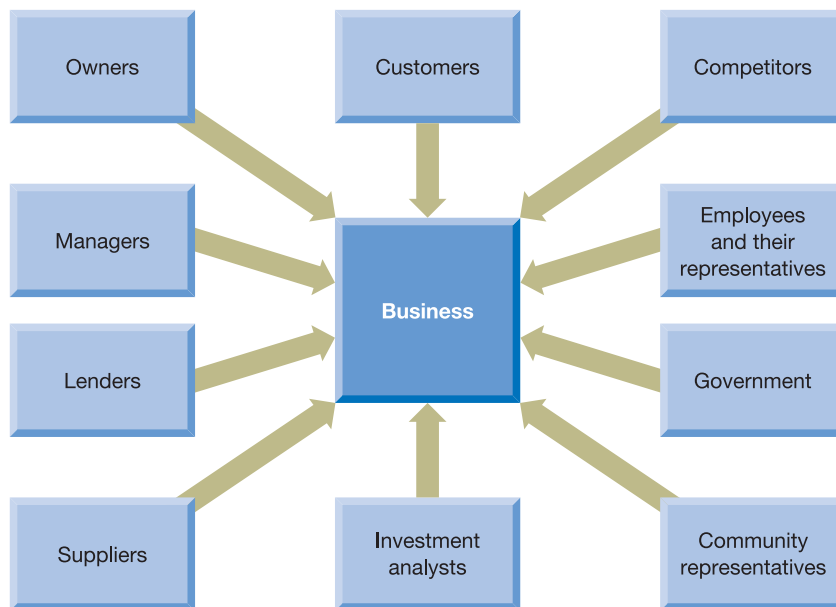 Owners
Customers
Competitors
Managers
Employees
and their
representatives
Business
Lenders
Government
Suppliers
Investment
analysts
Community
representatives